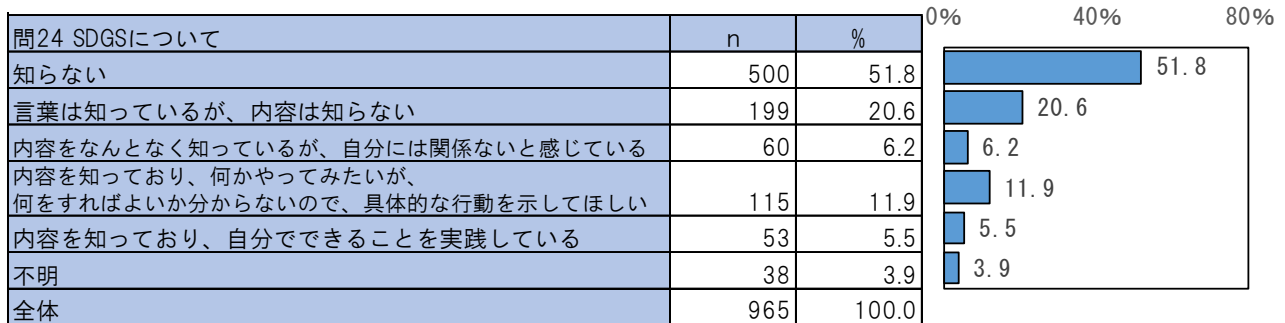 0% 40% 80%
問24 SDGSについて n %
知らない 500 51.8 51.8
言葉は知っているが、内容は知らない 199 20.6 20.6
内容をなんとなく知っているが、自分には関係ないと感じている 60 6.2 6.2
内容を知っており、何かやってみたいが、
何をすればよいか分からないので、具体的な行動を示してほしい 115 11.9 11.9
内容を知っており、自分でできることを実践している 53 5.5 5.5
不明 38 3.9 3.9
全体 965 100.0